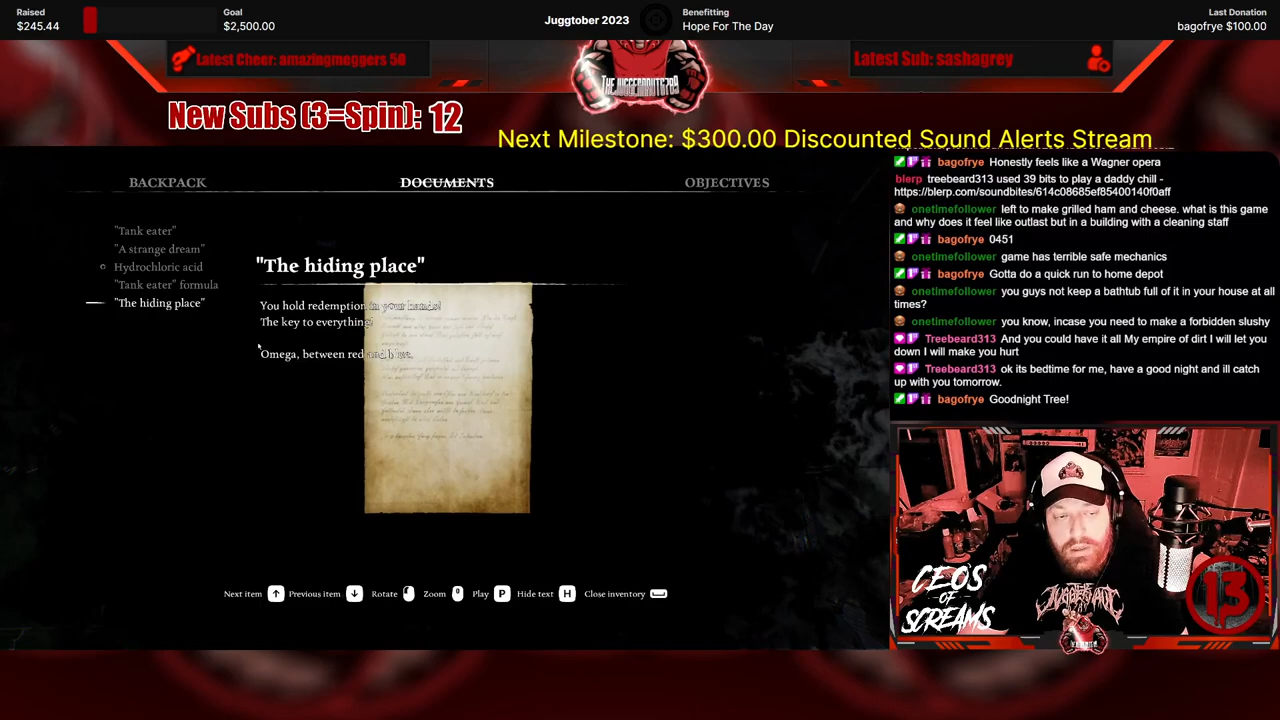 Raised
$245.44
Goal
$2,500.00
Juggtober 2023
Benefitting
Hope For The Day
Last Donation
bagofrye $100.00
Latest Cheer: amazingmeggers 50
THEJUGGERNAUT6789
Latest Sub: sashagrey
New Subs (3=Spin): 12
Next Milestone: $300.00 Discounted Sound Alerts Stream
BACKPACK
DOCUMENTS
OBJECTIVES
"Tank eater"
"A strange dream"
Hydrochloric acid
"Tank eater" formula
"The hiding place"
"The hiding place"
You hold redemption in your hands!
The key to everything!
Omega, between red and blue.
Next item ↑ Previous item ↓ Rotate Zoom Play P Hide text H Close inventory
bagofrye Honestly feels like a Wagner opera
blerp treebeard313 used 39 bits to play a daddy chill -
https://blerp.com/soundbites/614c08685ef85400140f0aff
onetimefollower left to make grilled ham and cheese. what is this game
and why does it feel like outlast but in a building with a cleaning staff
bagofrye 0451
onetimefollower game has terrible safe mechanics
bagofrye Gotta do a quick run to home depot
onetimefollower you guys not keep a bathtub full of it in your house at all
times?
onetimefollower you know, incase you need to make a forbidden slushy
Treebeard313 And you could have it all My empire of dirt I will let you
down I will make you hurt
Treebeard313 ok its bedtime for me, have a good night and ill catch
up with you tomorrow.
bagofrye Goodnight Tree!
CEOS
OF
SCREAMS
13